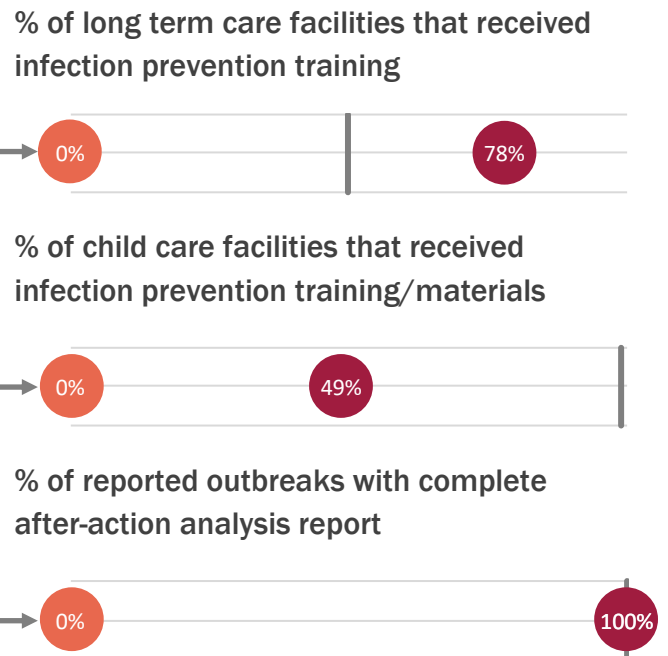 % of long term care facilities that received
infection prevention training
0%
78%
% of child care facilities that received
infection prevention training/materials
0%
49%
% of reported outbreaks with complete
after-action analysis report
0%
100%